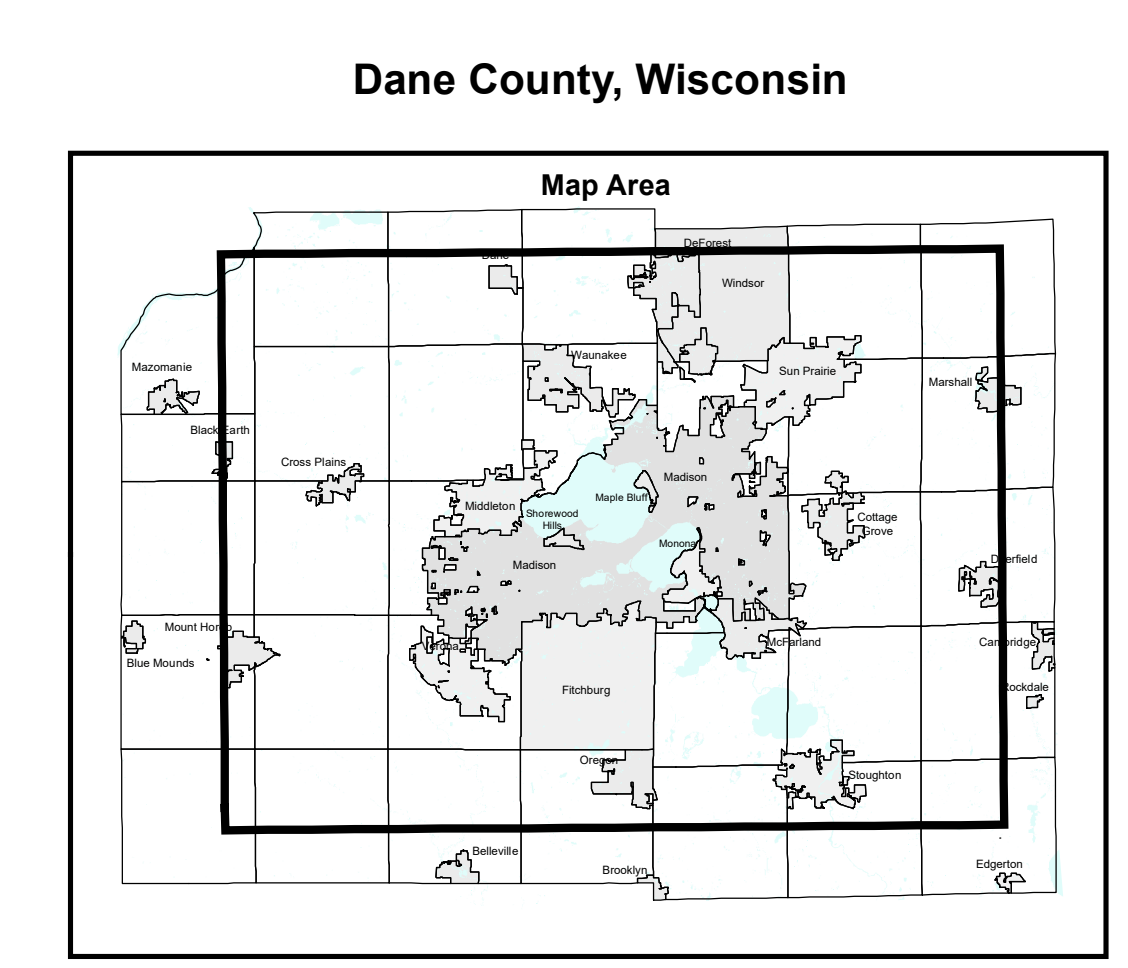 Dane County, Wisconsin
Map Area
DeForest
Dane
Windsor
Waunakee
Mazomanie
Sun Prairie
Marshall
Black Earth
Cross Plains
Madison
Maple Bluff
Middleton
Shorewood
Hills
Cottage
Grove
Monona
Madison
Deerfield
Mount Horeb
Verona
McFarland
Cambridge
Blue Mounds
Rockdale
Fitchburg
Oregon
Stoughton
Belleville
Brooklyn
Edgerton